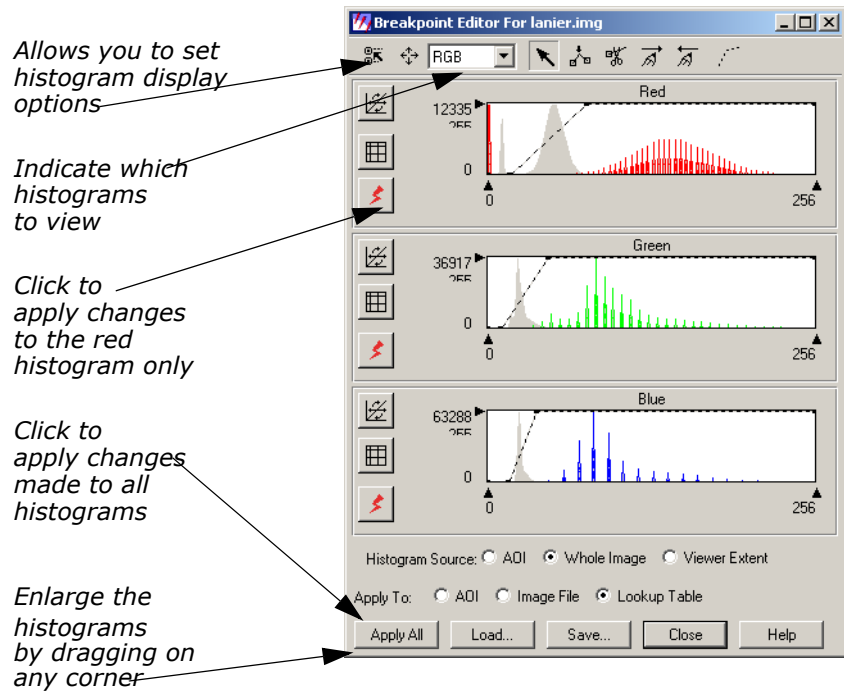 Breakpoint Editor For lanier.img
Allows you to set
histogram display
options
RGB
Indicate which
histograms
to view
Click to
apply changes
to the red
histogram only
Click to
apply changes
made to all
histograms
Enlarge the
histograms
by dragging on
any corner
Red
12335
255
0
0
256
Green
36917
255
0
0
256
Blue
63288
255
0
0
256
Histogram Source: AOI Whole Image Viewer Extent
Apply To: AOI Image File Lookup Table
Apply All Load... Save... Close Help